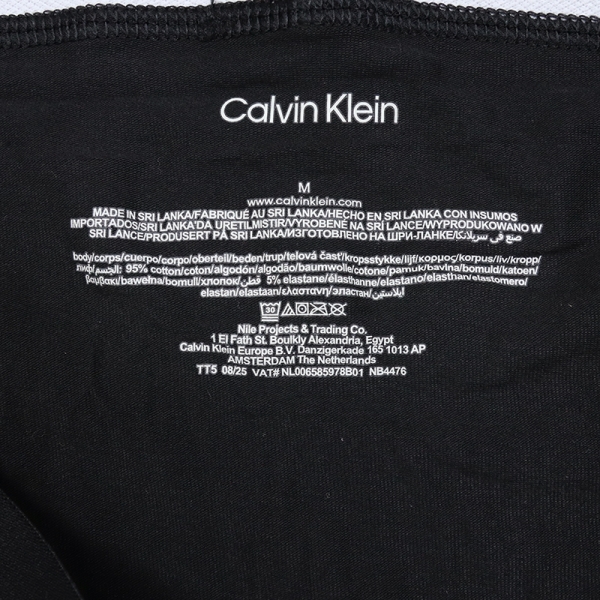 Calvin Klein
M
www.calvinklein.com
MADE IN SRI LANKA/FABRIQUÉ AU SRI LANKA/HECHO EN SRI LANKA CON INSUMOS
IMPORTADOS/SRI LANKA'DA ÜRETILMISTIR/VYROBENÉ NA SRÍ LANCE/WYPRODUKOWANO W
SRI LANCE/PRODUSERT PÅ SRI LANKA/ИЗГОТОВЛЕНО НА ШРИ-ЛАНКЕ/صنع في سريلانكا
body/corps/cuerpo/corpo/oberteil/beden/trup/telová časť/kropsstykke/lijf/κορμός/korpus/liv/kropp/
лиф/الجسم: 95% cotton/coton/algodón/algodão/baumwolle/cotone/pamuk/bavlna/bomuld/katoen/
βαμβάκι/bawełna/bomull/хлопок/قطن 5% elastane/élasthanne/elastano/elasthan/elastomero/
elastan/elastaan/ελαστάνη/эластан/ايلاستين
30
Nile Projects & Trading Co.
1 El Fath St. Boulkly Alexandria, Egypt
Calvin Klein Europe B.V. Danzigerkade 165 1013 AP
AMSTERDAM The Netherlands
TT5 08/25 VAT# NL006585978B01 NB4476